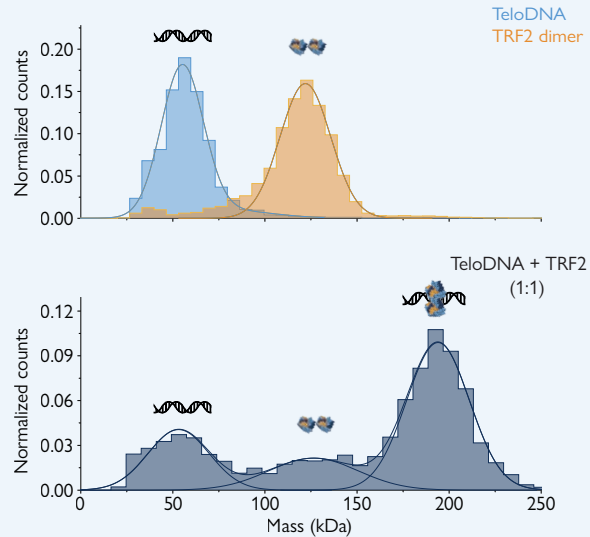 TeloDNA
TRF2 dimer
Normalized counts
0.20
0.15
0.10
0.05
0.00
TeloDNA + TRF2
(1:1)
Normalized counts
0.12
0.09
0.06
0.03
0.00
0 50 100 150 200 250
Mass (kDa)